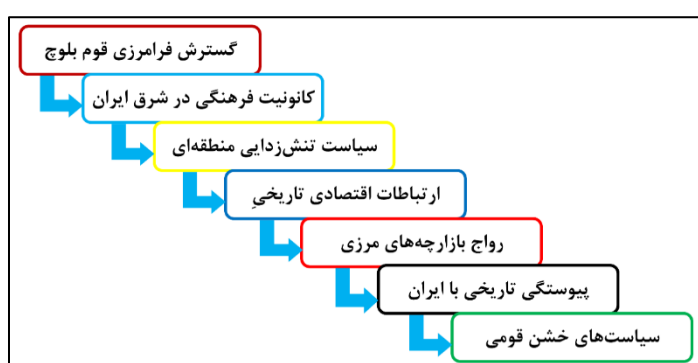 گسترش فرامرزی قوم بلوچ
کانونیت فرهنگی در شرق ایران
سیاست تنش‌زدایی منطقه‌ای
ارتباطات اقتصادی تاریخیِ
رواج بازارچه‌های مرزی
پیوستگی تاریخی با ایران
سیاست‌های خشن قومی